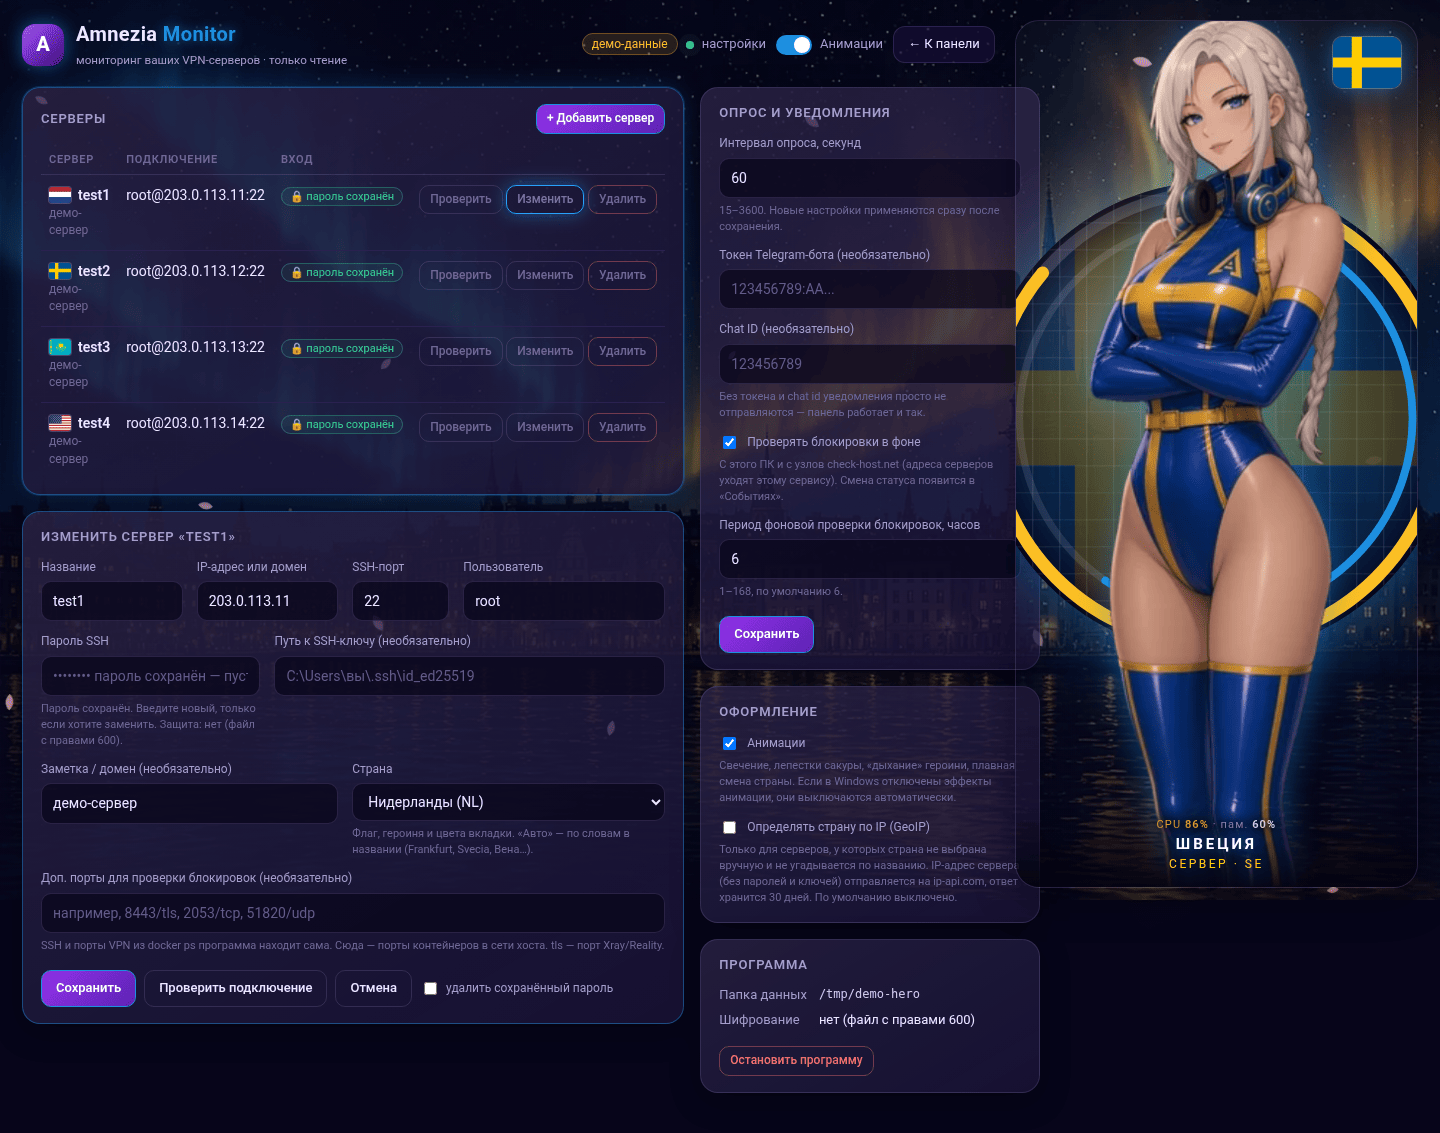 A
Amnezia Monitor
мониторинг ваших VPN-серверов · только чтение
демо-данные
настройки
Анимации
← К панели
СЕРВЕРЫ
+ Добавить сервер
СЕРВЕР ПОДКЛЮЧЕНИЕ ВХОД
test1 root@203.0.113.11:22 пароль сохранён Проверить Изменить Удалить
демо-
сервер
test2 root@203.0.113.12:22 пароль сохранён Проверить Изменить Удалить
демо-
сервер
test3 root@203.0.113.13:22 пароль сохранён Проверить Изменить Удалить
демо-
сервер
test4 root@203.0.113.14:22 пароль сохранён Проверить Изменить Удалить
демо-
сервер
ИЗМЕНИТЬ СЕРВЕР «TEST1»
Название IP-адрес или домен SSH-порт Пользователь
test1 203.0.113.11 22 root
Пароль SSH Путь к SSH-ключу (необязательно)
•••••••• пароль сохранён — пуст C:\Users\вы\.ssh\id_ed25519
Пароль сохранён. Введите новый, только
если хотите заменить. Защита: нет (файл
с правами 600).
Заметка / домен (необязательно) Страна
демо-сервер Нидерланды (NL)
Флаг, героиня и цвета вкладки. «Авто» — по словам в
названии (Frankfurt, Svecia, Вена…).
Доп. порты для проверки блокировок (необязательно)
например, 8443/tls, 2053/tcp, 51820/udp
SSH и порты VPN из docker ps программа находит сама. Сюда — порты контейнеров в сети хоста. tls — порт Xray/Reality.
Сохранить Проверить подключение Отмена удалить сохранённый пароль
ОПРОС И УВЕДОМЛЕНИЯ
Интервал опроса, секунд
60
15–3600. Новые настройки применяются сразу после
сохранения.
Токен Telegram-бота (необязательно)
123456789:AA...
Chat ID (необязательно)
123456789
Без токена и chat id уведомления просто не
отправляются — панель работает и так.
Проверять блокировки в фоне
С этого ПК и с узлов check-host.net (адреса серверов
уходят этому сервису). Смена статуса появится в
«Событиях».
Период фоновой проверки блокировок, часов
6
1–168, по умолчанию 6.
Сохранить
ОФОРМЛЕНИЕ
Анимации
Свечение, лепестки сакуры, «дыхание» героини, плавная
смена страны. Если в Windows отключены эффекты
анимации, они выключаются автоматически.
Определять страну по IP (GeoIP)
Только для серверов, у которых страна не выбрана
вручную и не угадывается по названию. IP-адрес сервера
(без паролей и ключей) отправляется на ip-api.com, ответ
хранится 30 дней. По умолчанию выключено.
ПРОГРАММА
Папка данных /tmp/demo-hero
Шифрование нет (файл с правами 600)
Остановить программу
CPU 86% · пам. 60%
ШВЕЦИЯ
СЕРВЕР · SE